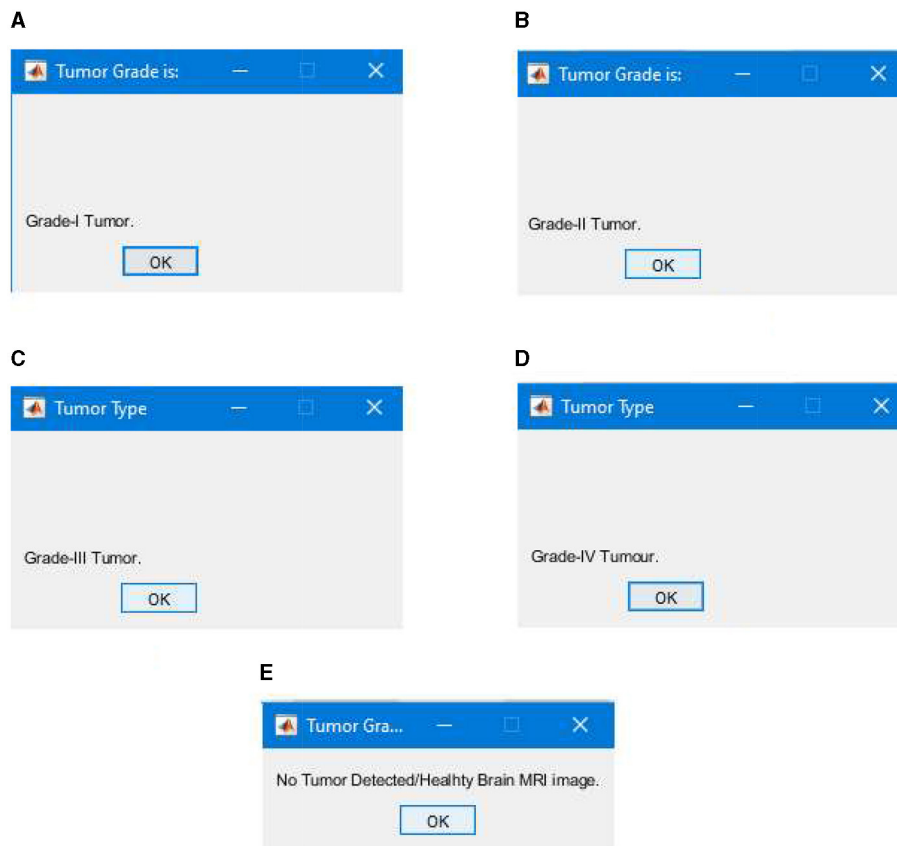 A
Tumor Grade is:
Grade-I Tumor.
OK
B
Tumor Grade is:
Grade-II Tumor.
OK
C
Tumor Type
Grade-III Tumor.
OK
D
Tumor Type
Grade-IV Tumour.
OK
E
Tumor Gra...
No Tumor Detected/Healhty Brain MRI image.
OK